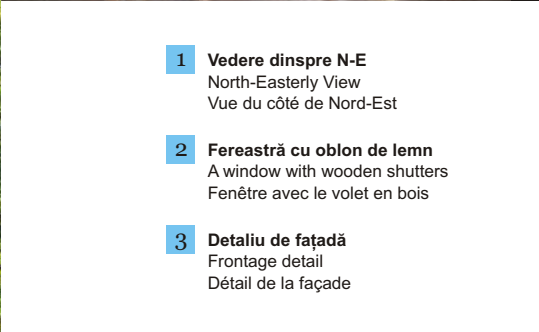 1 Vedere dinspre N-E
North-Easterly View
Vue du côté de Nord-Est
2 Fereastră cu oblon de lemn
A window with wooden shutters
Fenêtre avec le volet en bois
3 Detaliu de fațadă
Frontage detail
Détail de la façade